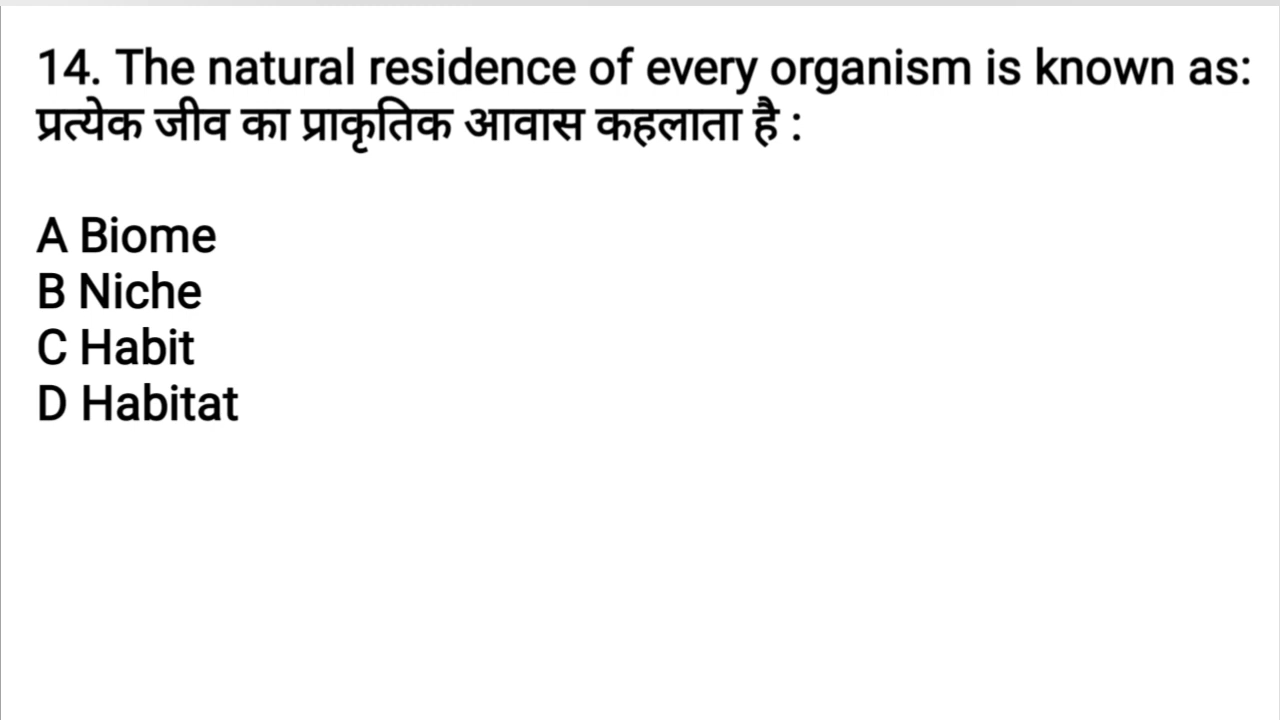 14. The natural residence of every organism is known as:
प्रत्येक जीव का प्राकृतिक आवास कहलाता है :
A Biome
B Niche
C Habit
D Habitat